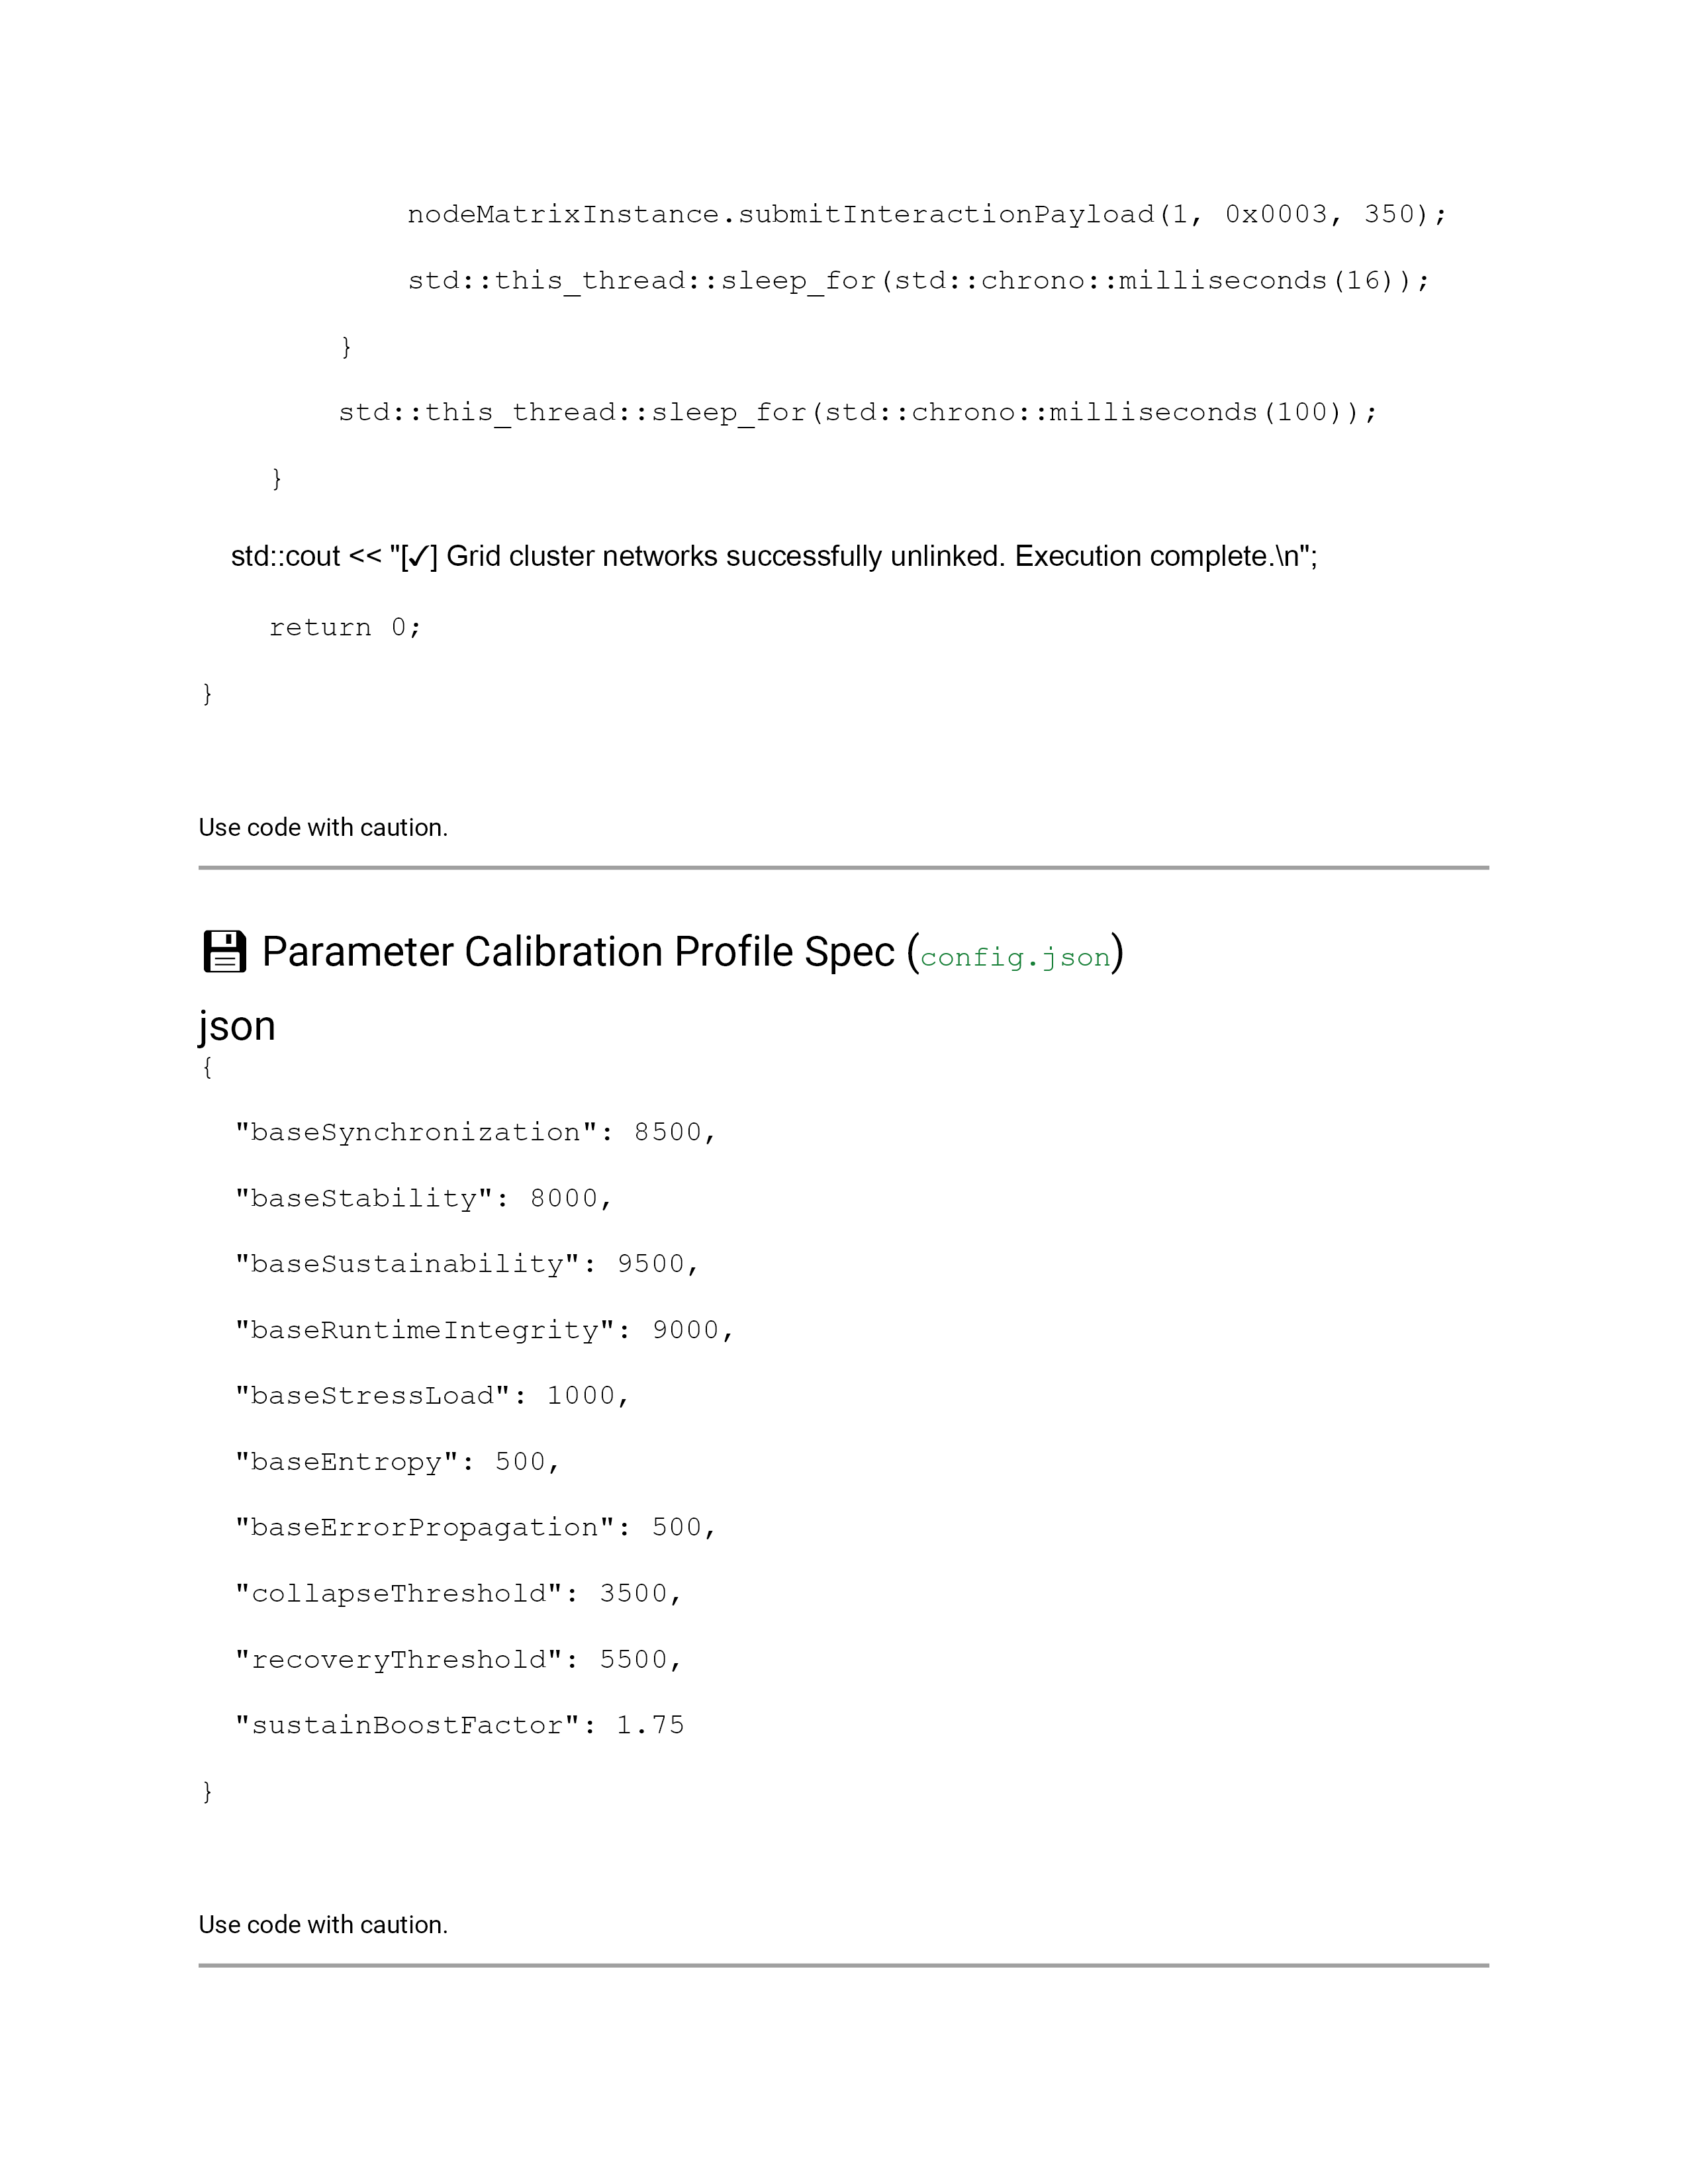 nodeMatrixInstance.submitInteractionPayload(1, 0x0003, 350);
std::this_thread::sleep_for(std::chrono::milliseconds(16));
}
std::this_thread::sleep_for(std::chrono::milliseconds(100));
}
std::cout << "[✓] Grid cluster networks successfully unlinked. Execution complete.\n";
return 0;
}
Use code with caution.
💾 Parameter Calibration Profile Spec (config.json)
json
{
"baseSynchronization": 8500,
"baseStability": 8000,
"baseSustainability": 9500,
"baseRuntimeIntegrity": 9000,
"baseStressLoad": 1000,
"baseEntropy": 500,
"baseErrorPropagation": 500,
"collapseThreshold": 3500,
"recoveryThreshold": 5500,
"sustainBoostFactor": 1.75
}
Use code with caution.